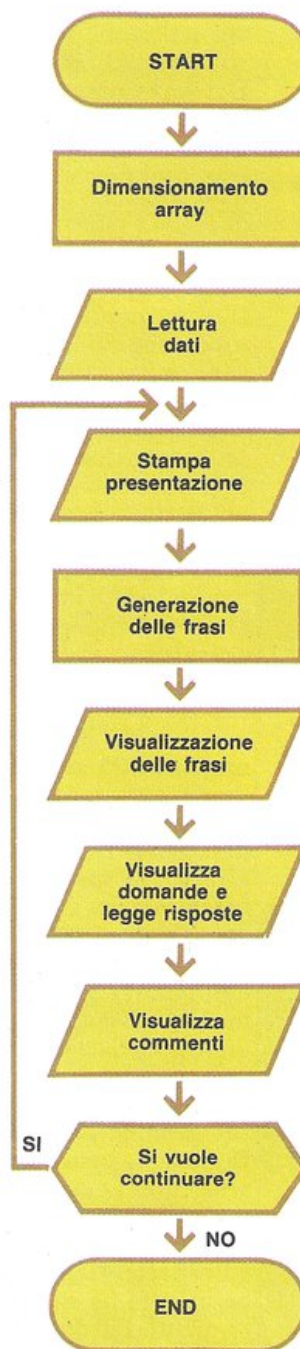 START
Dimensionamento
array
Lettura
dati
Stampa
presentazione
Generazione
delle frasi
Visualizzazione
delle frasi
Visualizza
domande e
legge risposte
Visualizza
commenti
SI
Si vuole
continuare?
NO
END